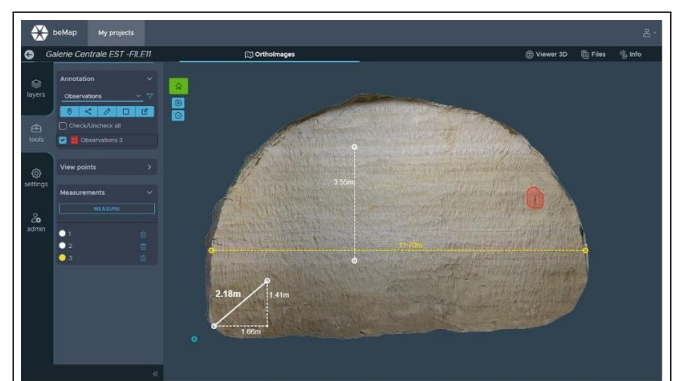 beMap My projects
Galerie Centrale EST -FILE11 OrthoImages Viewer 3D Files Info
layers
tools
settings
admin
Annotation
Observations
Check/Uncheck all
Observations 3
View points
Measurements
MEASURE
1
2
3
«
3.55m
11.70m
2.18m
1.41m
1.66m